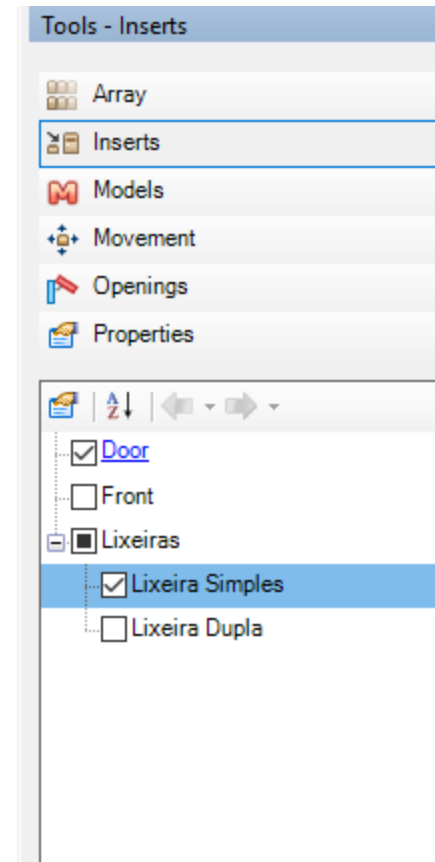 Tools - Inserts
Array
Inserts
Models
Movement
Openings
Properties
Door
Front
Lixeiras
Lixeira Simples
Lixeira Dupla